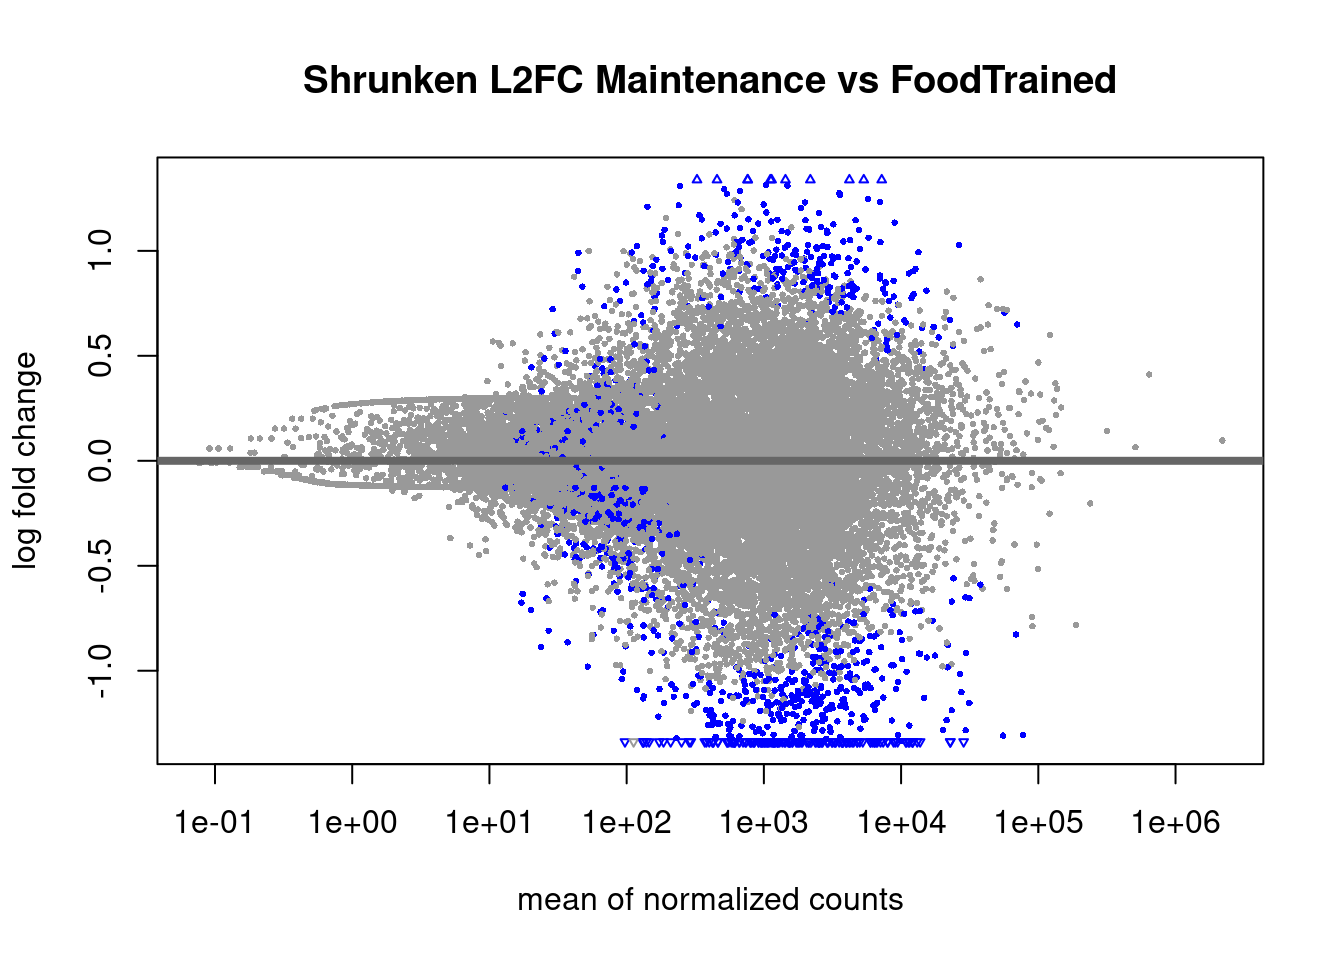 Shrunken L2FC Maintenance vs FoodTrained
log fold change
1.0
0.5
0.0
-0.5
-1.0
1e-01 1e+00 1e+01 1e+02 1e+03 1e+04 1e+05 1e+06
mean of normalized counts